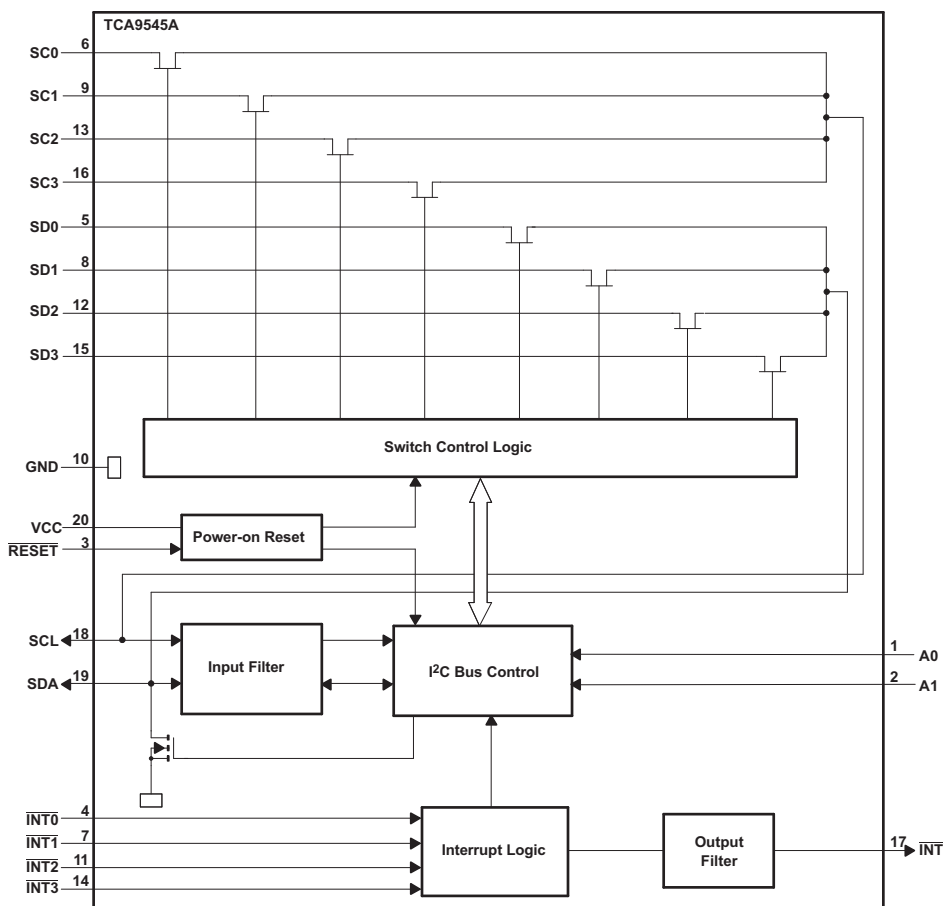 TCA9545A
SC0 6
SC1 9
SC2 13
SC3 16
SD0 5
SD1 8
SD2 12
SD3 15
Switch Control Logic
GND 10
VCC 20
RESET 3
Power-on Reset
SCL 18
SDA 19
Input Filter
I²C Bus Control
1 A0
2 A1
INT0 4
INT1 7
INT2 11
INT3 14
Interrupt Logic
Output
Filter
17 INT